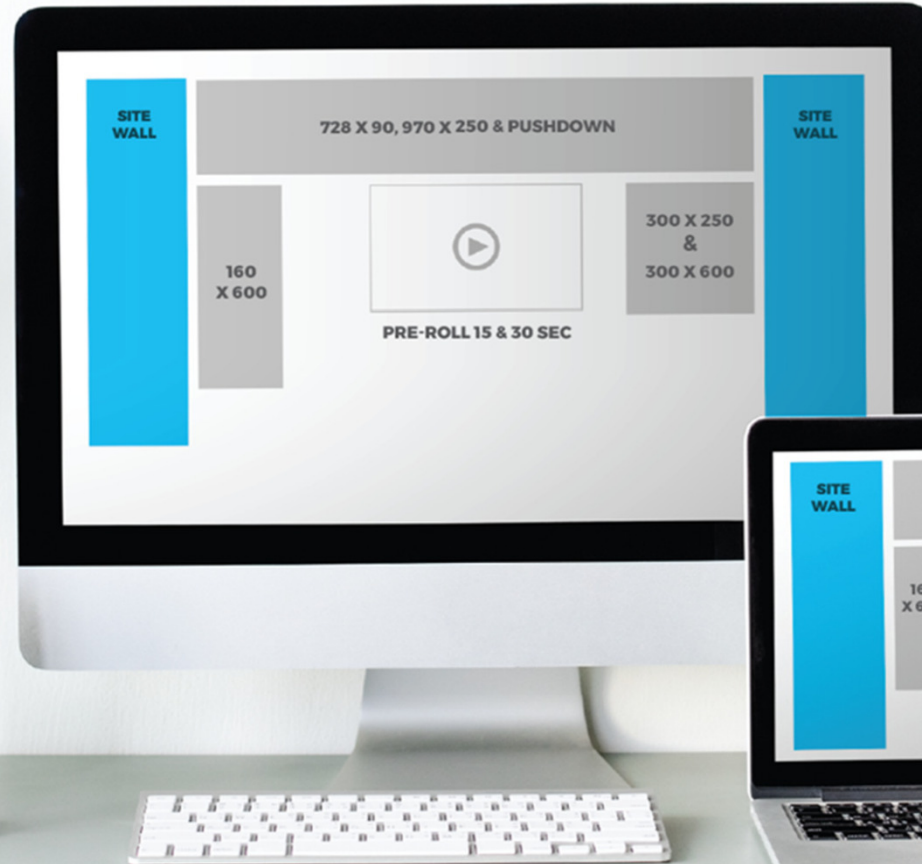 SITE
WALL
728 X 90, 970 X 250 & PUSHDOWN
SITE
WALL
160
X 600
300 X 250
&
300 X 600
PRE-ROLL 15 & 30 SEC
SITE
WALL